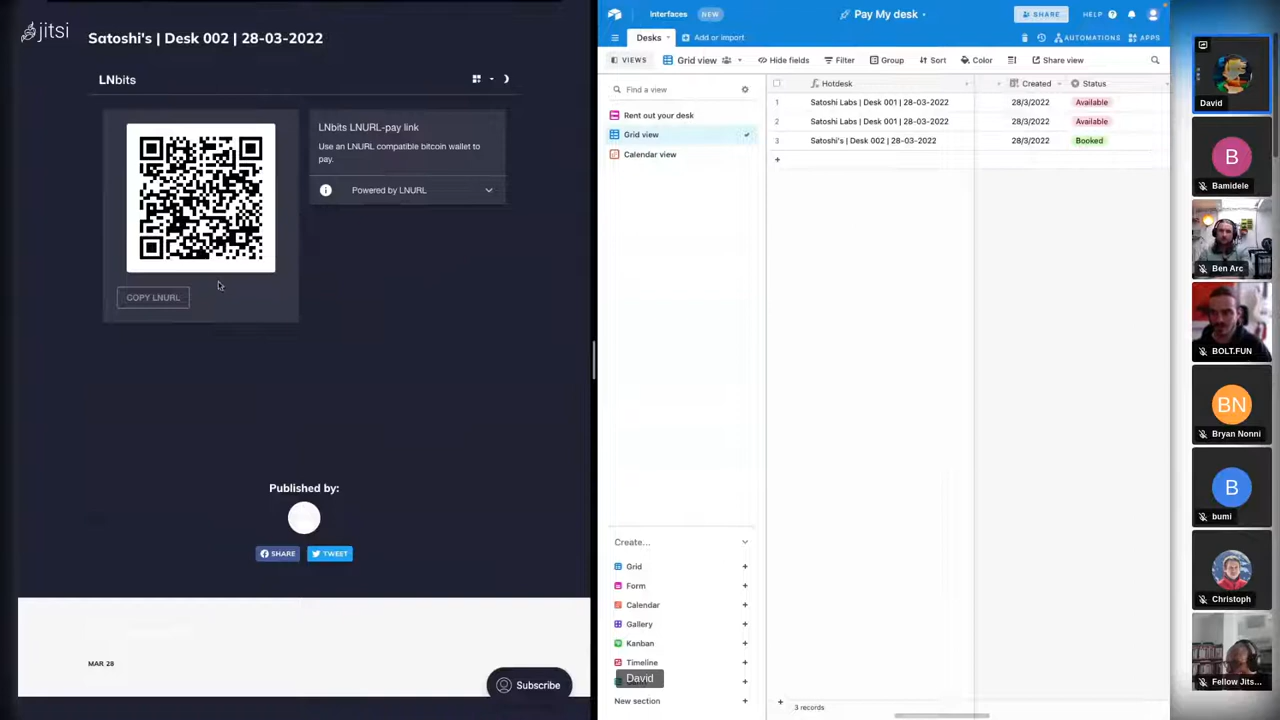 jitsi
Satoshi's | Desk 002 | 28-03-2022
LNbits
LNbits LNURL-pay link
Use an LNURL compatible bitcoin wallet to
pay.
Powered by LNURL
COPY LNURL
Published by:
SHARE
TWEET
MAR 28
Subscribe
Interfaces NEW
Pay My desk
SHARE
HELP
Desks
Add or import
AUTOMATIONS
APPS
VIEWS
Grid view
Hide fields
Filter
Group
Sort
Color
Share view
Find a view
Rent out your desk
Grid view
Calendar view
Hotdesk Created Status
1 Satoshi Labs | Desk 001 | 28-03-2022 28/3/2022 Available
2 Satoshi Labs | Desk 001 | 28-03-2022 28/3/2022 Available
3 Satoshi's | Desk 002 | 28-03-2022 28/3/2022 Booked
Create...
Grid
Form
Calendar
Gallery
Kanban
Timeline
David
New section
3 records
David
B
Bamidele
Ben Arc
BOLT.FUN
BN
Bryan Nonni
B
bumi
Christoph
Fellow Jits...